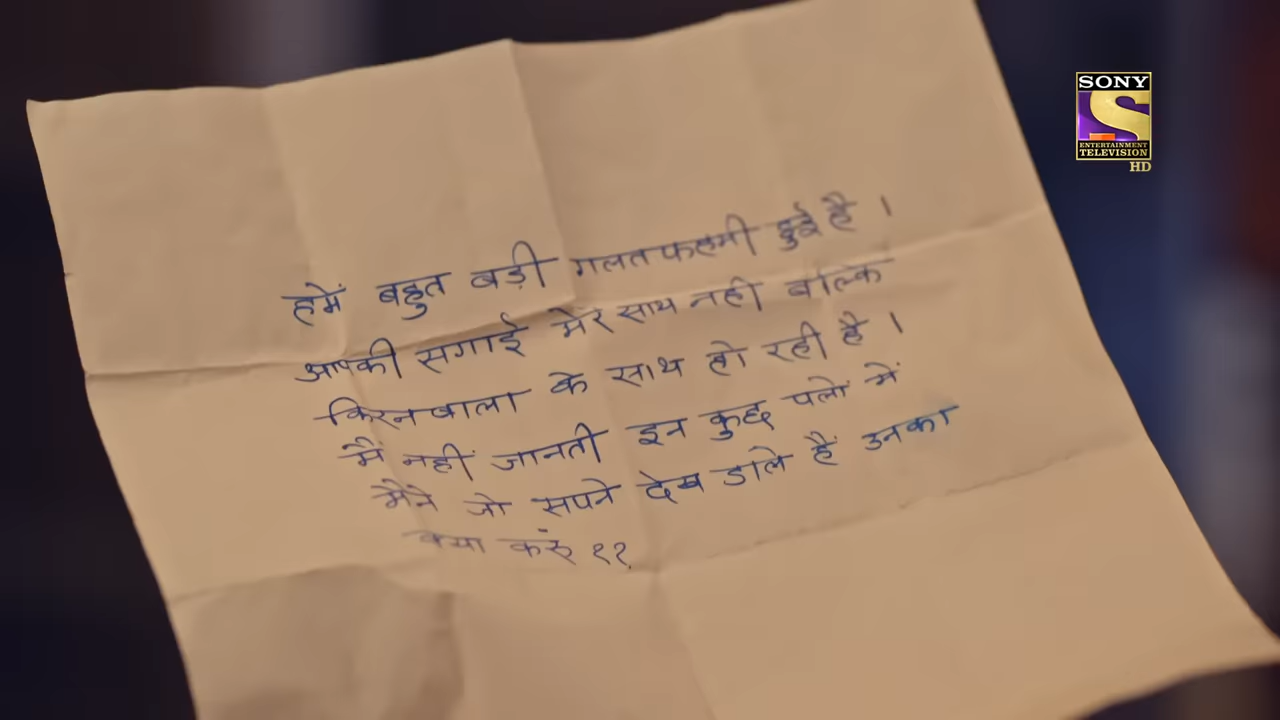 SONY
ENTERTAINMENT
TELEVISION
HD
हमें बहुत बड़ी गलतफहमी हुई है ।
आपकी सगाई मेरे साथ नहीं बल्कि
किरनबाला के साथ हो रही है ।
मैं नहीं जानती इन कुछ पलों में
मैंने जो सपने देख डाले हैं उनका
क्या करूं ??